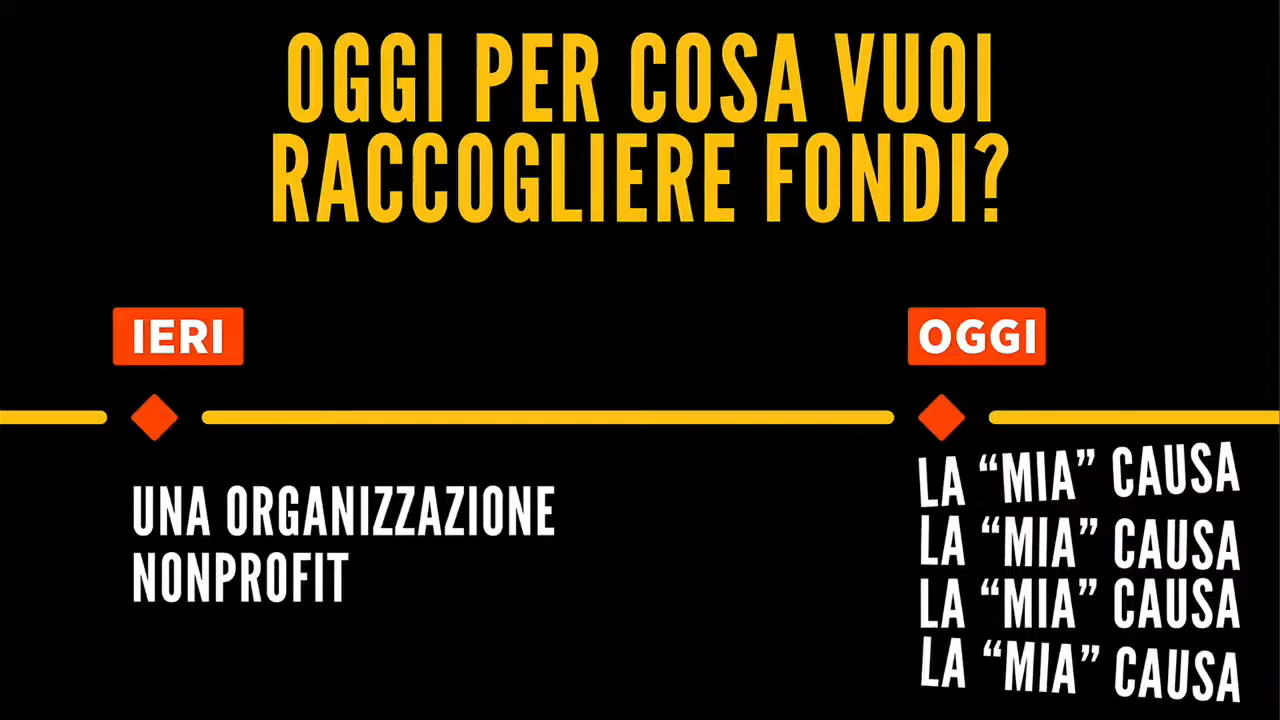 OGGI PER COSA VUOI
RACCOGLIERE FONDI?
IERI
OGGI
UNA ORGANIZZAZIONE
NONPROFIT
LA “MIA” CAUSA
LA “MIA” CAUSA
LA “MIA” CAUSA
LA “MIA” CAUSA